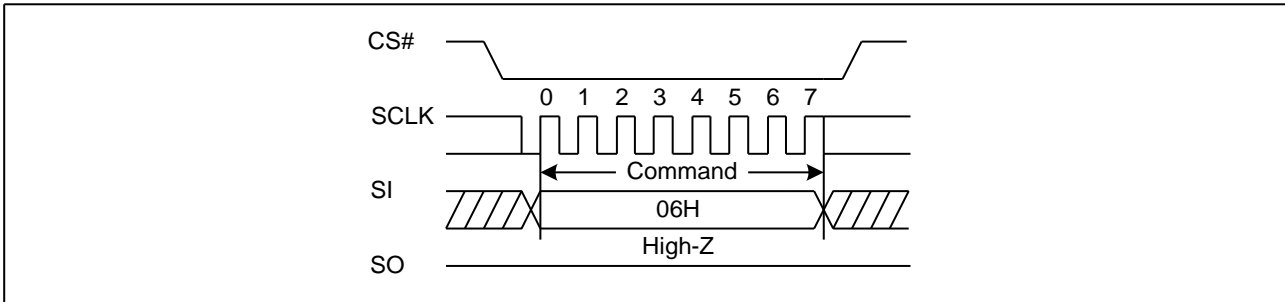 CS#
0 1 2 3 4 5 6 7
SCLK
Command
SI
06H
High-Z
SO